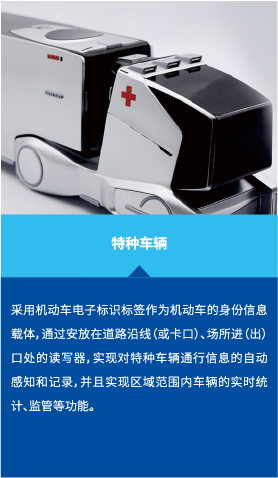 特种车辆
采用机动车电子标识标签作为机动车的身份信息
载体，通过安放在道路沿线（或卡口）、场所进（出）
口处的读写器，实现对特种车辆通行信息的自动
感知和记录，并且实现区域范围内车辆的实时统
计、监管等功能。